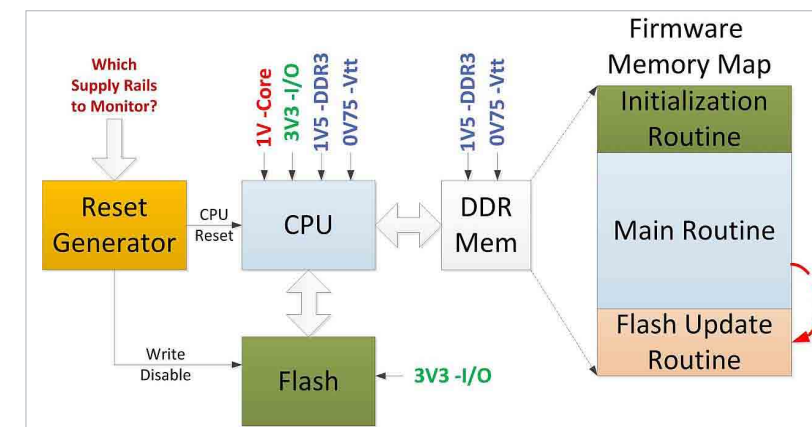 Which
Supply Rails
to Monitor?
1V -Core
3V3 -I/O
1V5 -DDR3
0V75 -Vtt
1V5 -DDR3
0V75 -Vtt
Firmware
Memory Map
Initialization
Routine
Reset
Generator
CPU
Reset
CPU
DDR
Mem
Main Routine
Write
Disable
Flash
3V3 -I/O
Flash Update
Routine